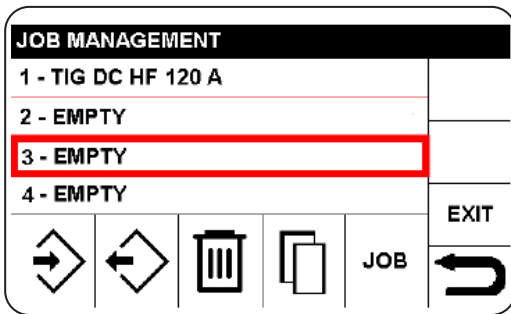 JOB MANAGEMENT
1 - TIG DC HF 120 A
2 - EMPTY
3 - EMPTY
4 - EMPTY
EXIT
JOB